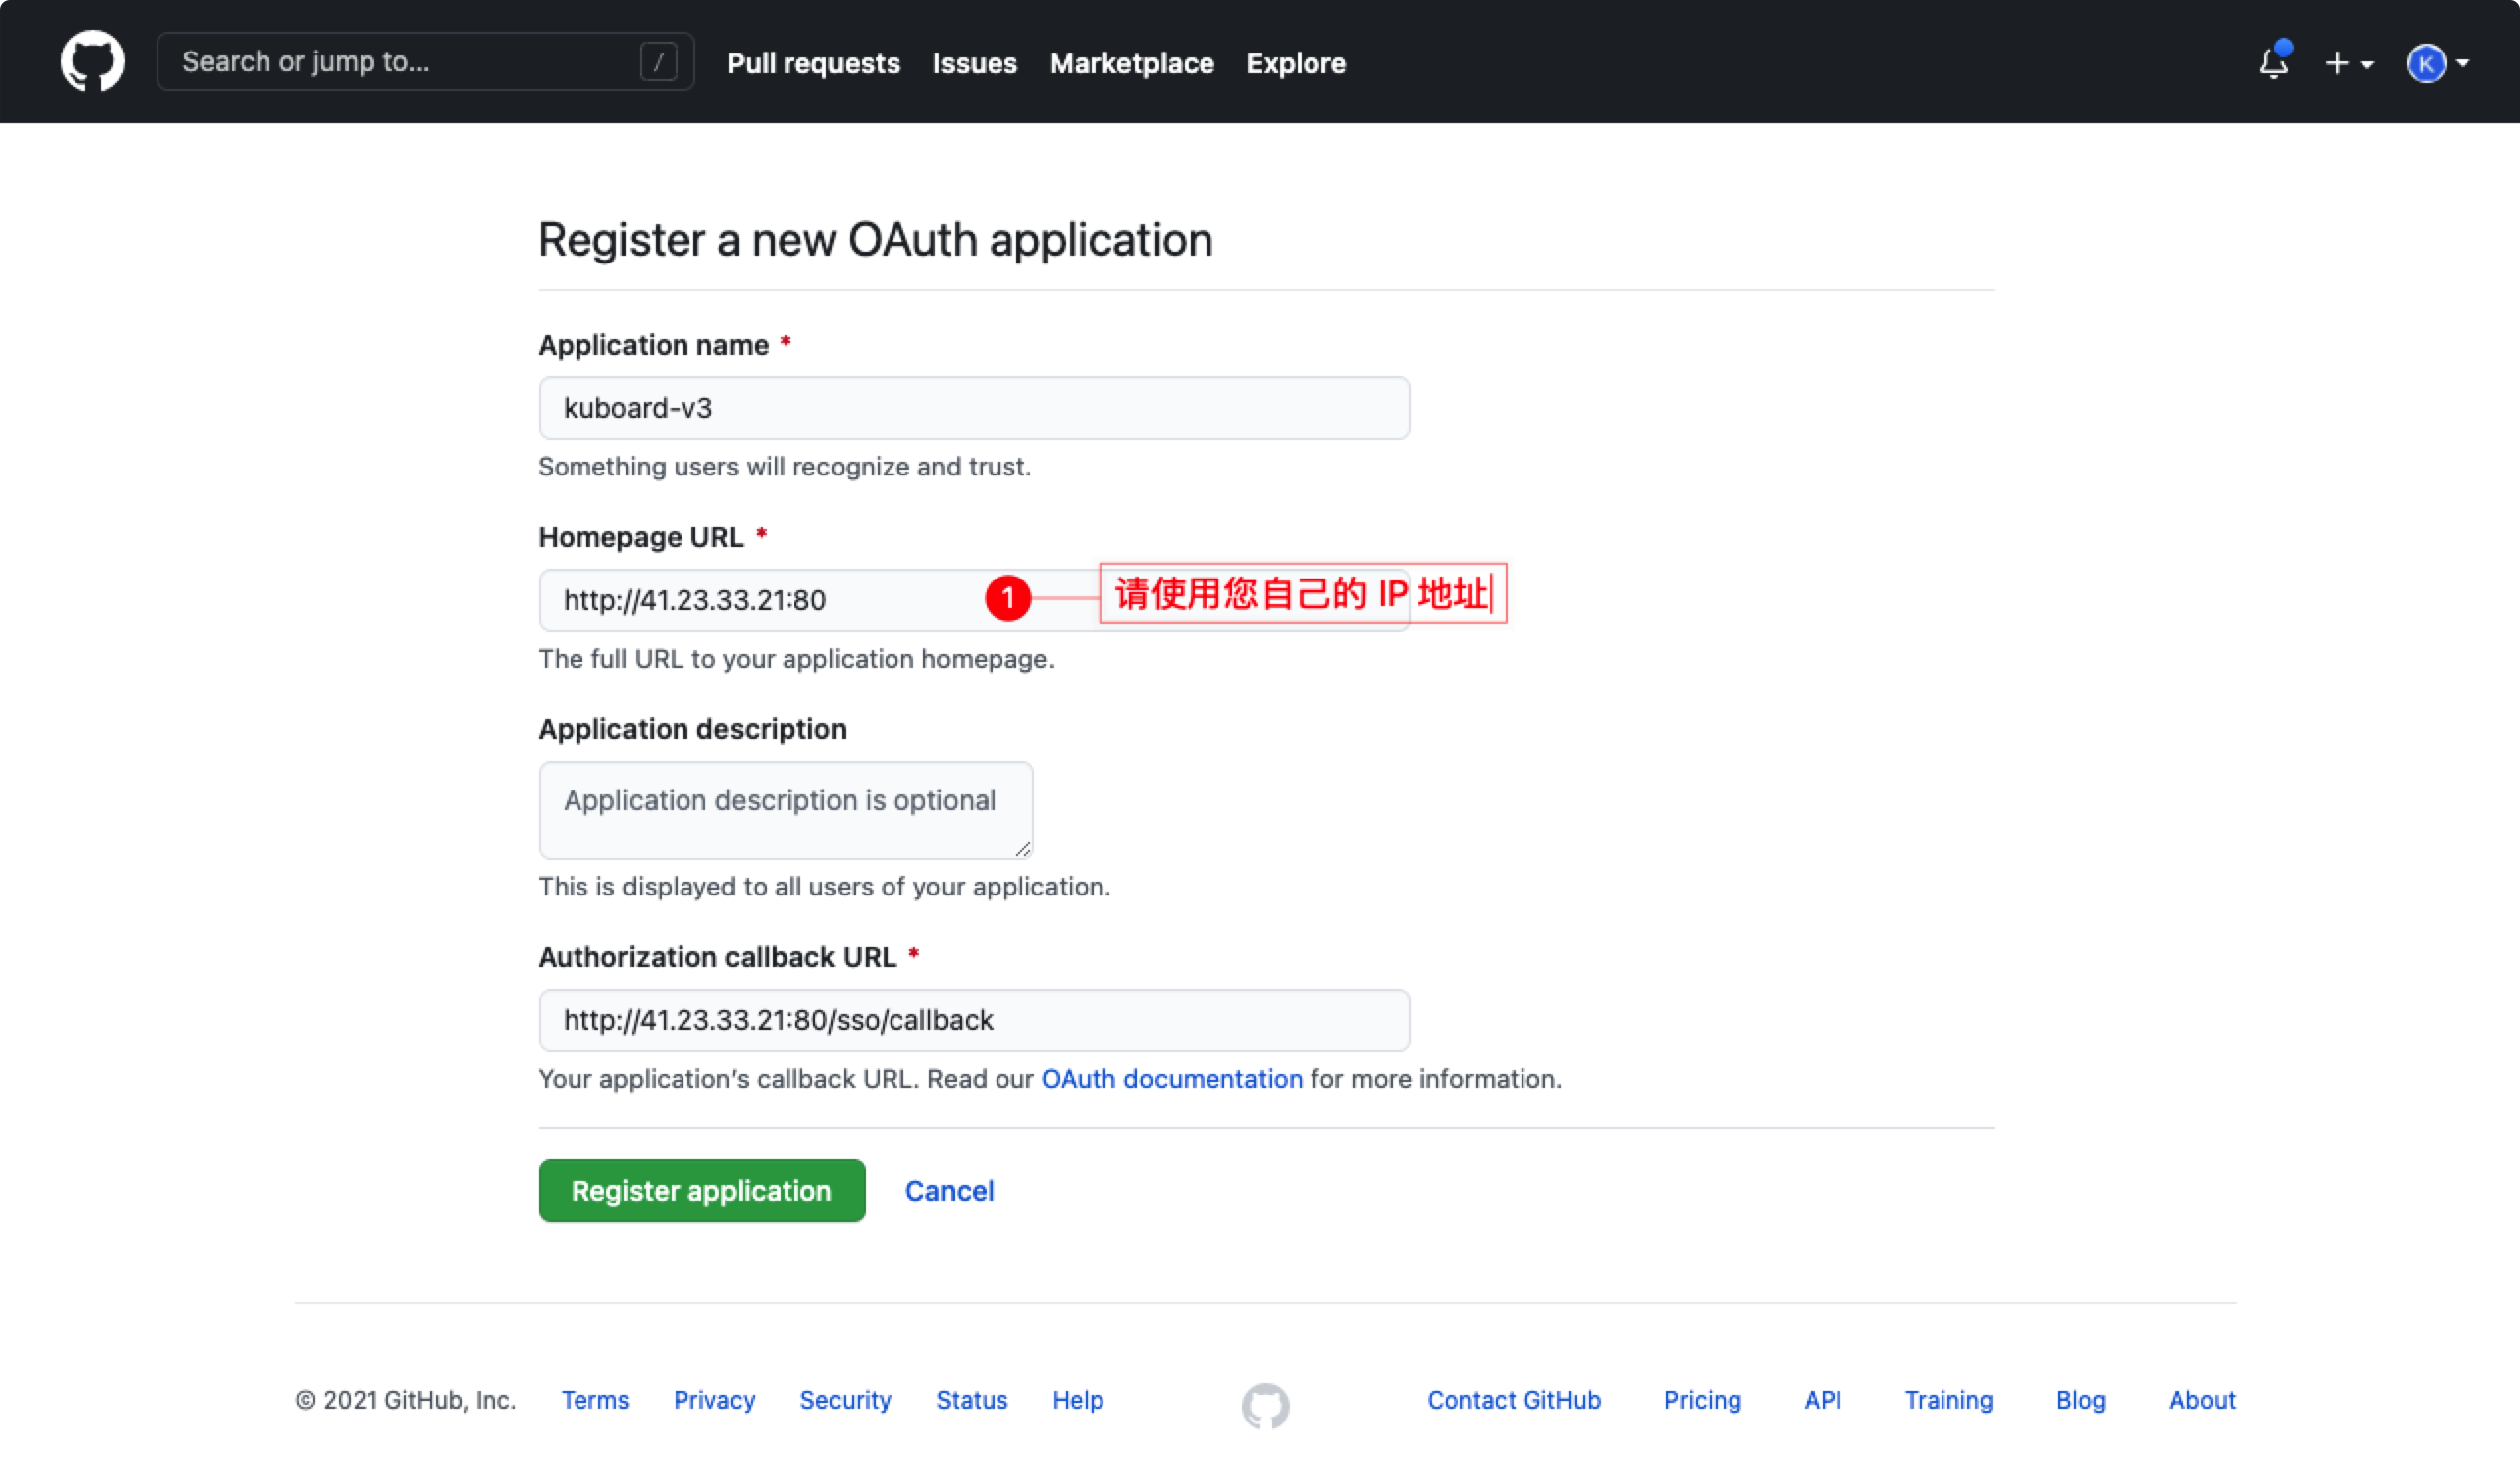 Search or jump to... /
Pull requests Issues Marketplace Explore
K
Register a new OAuth application
Application name *
kuboard-v3
Something users will recognize and trust.
Homepage URL *
http://41.23.33.21:80
1 请使用您自己的 IP 地址
The full URL to your application homepage.
Application description
Application description is optional
This is displayed to all users of your application.
Authorization callback URL *
http://41.23.33.21:80/sso/callback
Your application's callback URL. Read our OAuth documentation for more information.
Register application Cancel
© 2021 GitHub, Inc. Terms Privacy Security Status Help Contact GitHub Pricing API Training Blog About